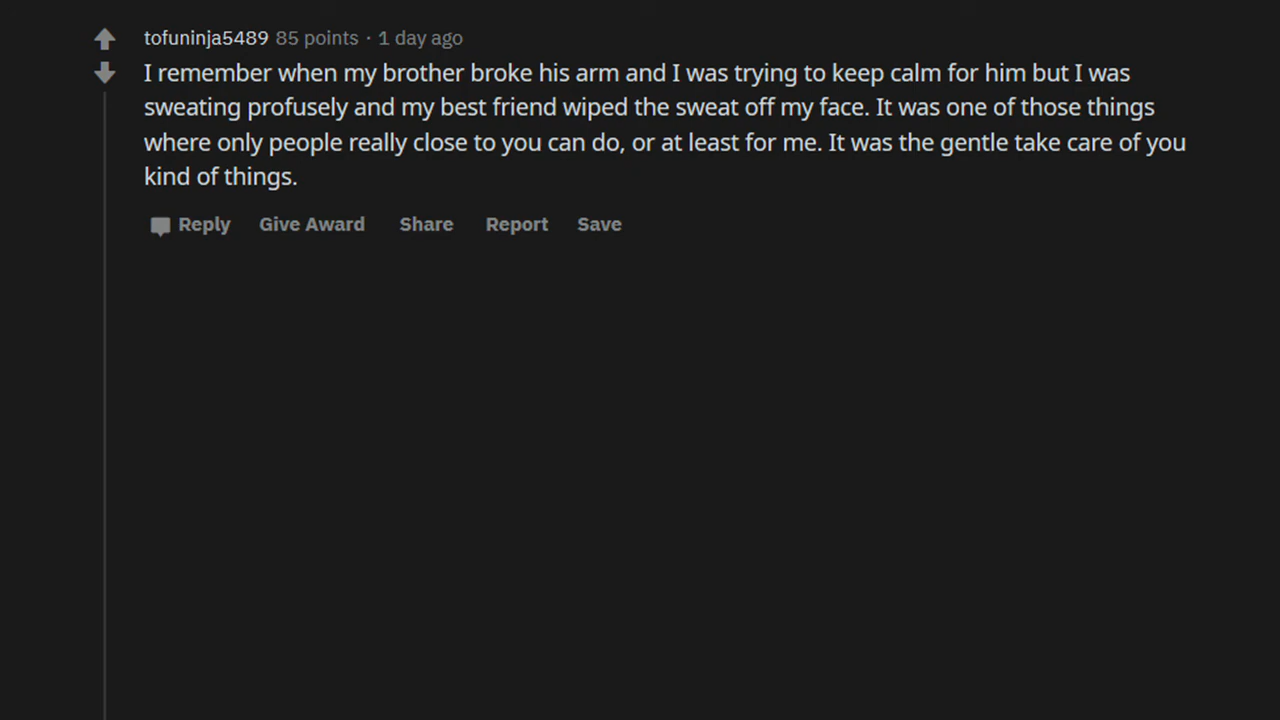 tofuninja5489 85 points · 1 day ago
I remember when my brother broke his arm and I was trying to keep calm for him but I was
sweating profusely and my best friend wiped the sweat off my face. It was one of those things
where only people really close to you can do, or at least for me. It was the gentle take care of you
kind of things.
Reply Give Award Share Report Save